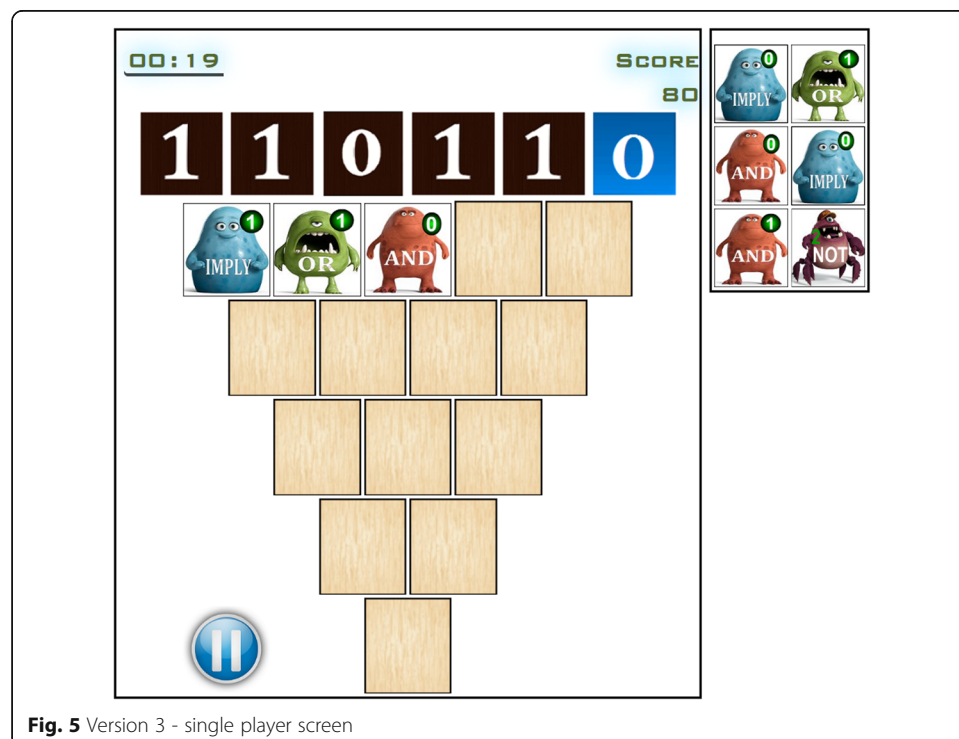 00:19
SCORE
80
1 1 0 1 1 0
1 IMPLY 1 OR 0 AND
0 IMPLY 1 OR
0 AND 0 IMPLY
1 AND 2 NOT
Fig. 5 Version 3 - single player screen